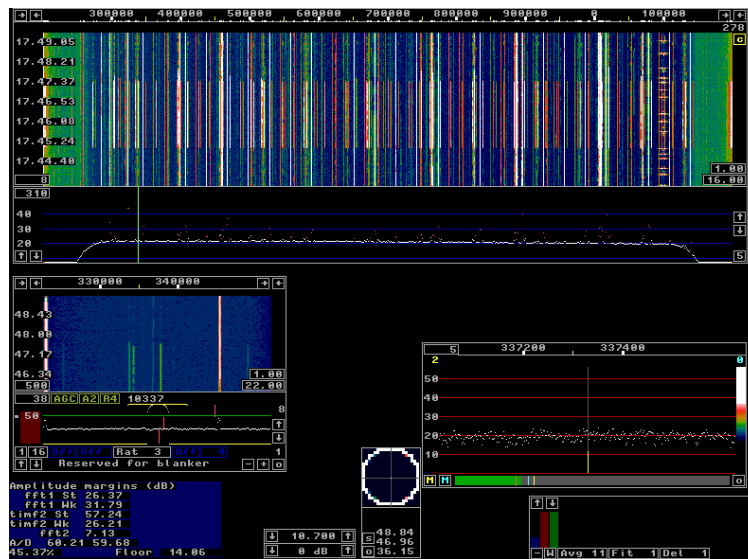 300000 400000 500000 600000 700000 800000 900000 0 100000
278
17.49.05 C
17.48.21
17.47.37
17.46.53
17.46.08
17.45.24
17.44.40
1.00
8 16.00
310
40
30
20
5
330000 340000
48.43
48.00
47.17
46.34 1.00
500 22.00
38 AGC A2 R4 10337
8
50
1 16 Off Off Rat 3 Off 4 1
Reserved for blanker - + o
5 337200 337400
2 0
50
40
30
20
10
0
M M o
Amplitude margins (dB)
fft1 St 26.37
fft1 Wk 31.79
timf2 St 57.24
timf2 Wk 26.21
fft2 7.13
A/D 60.21 59.68
45.37% Floor 14.06
10.700
0 dB
S 48.84
46.96
o 36.15
- W Avg 11 Fit 1 Del 1